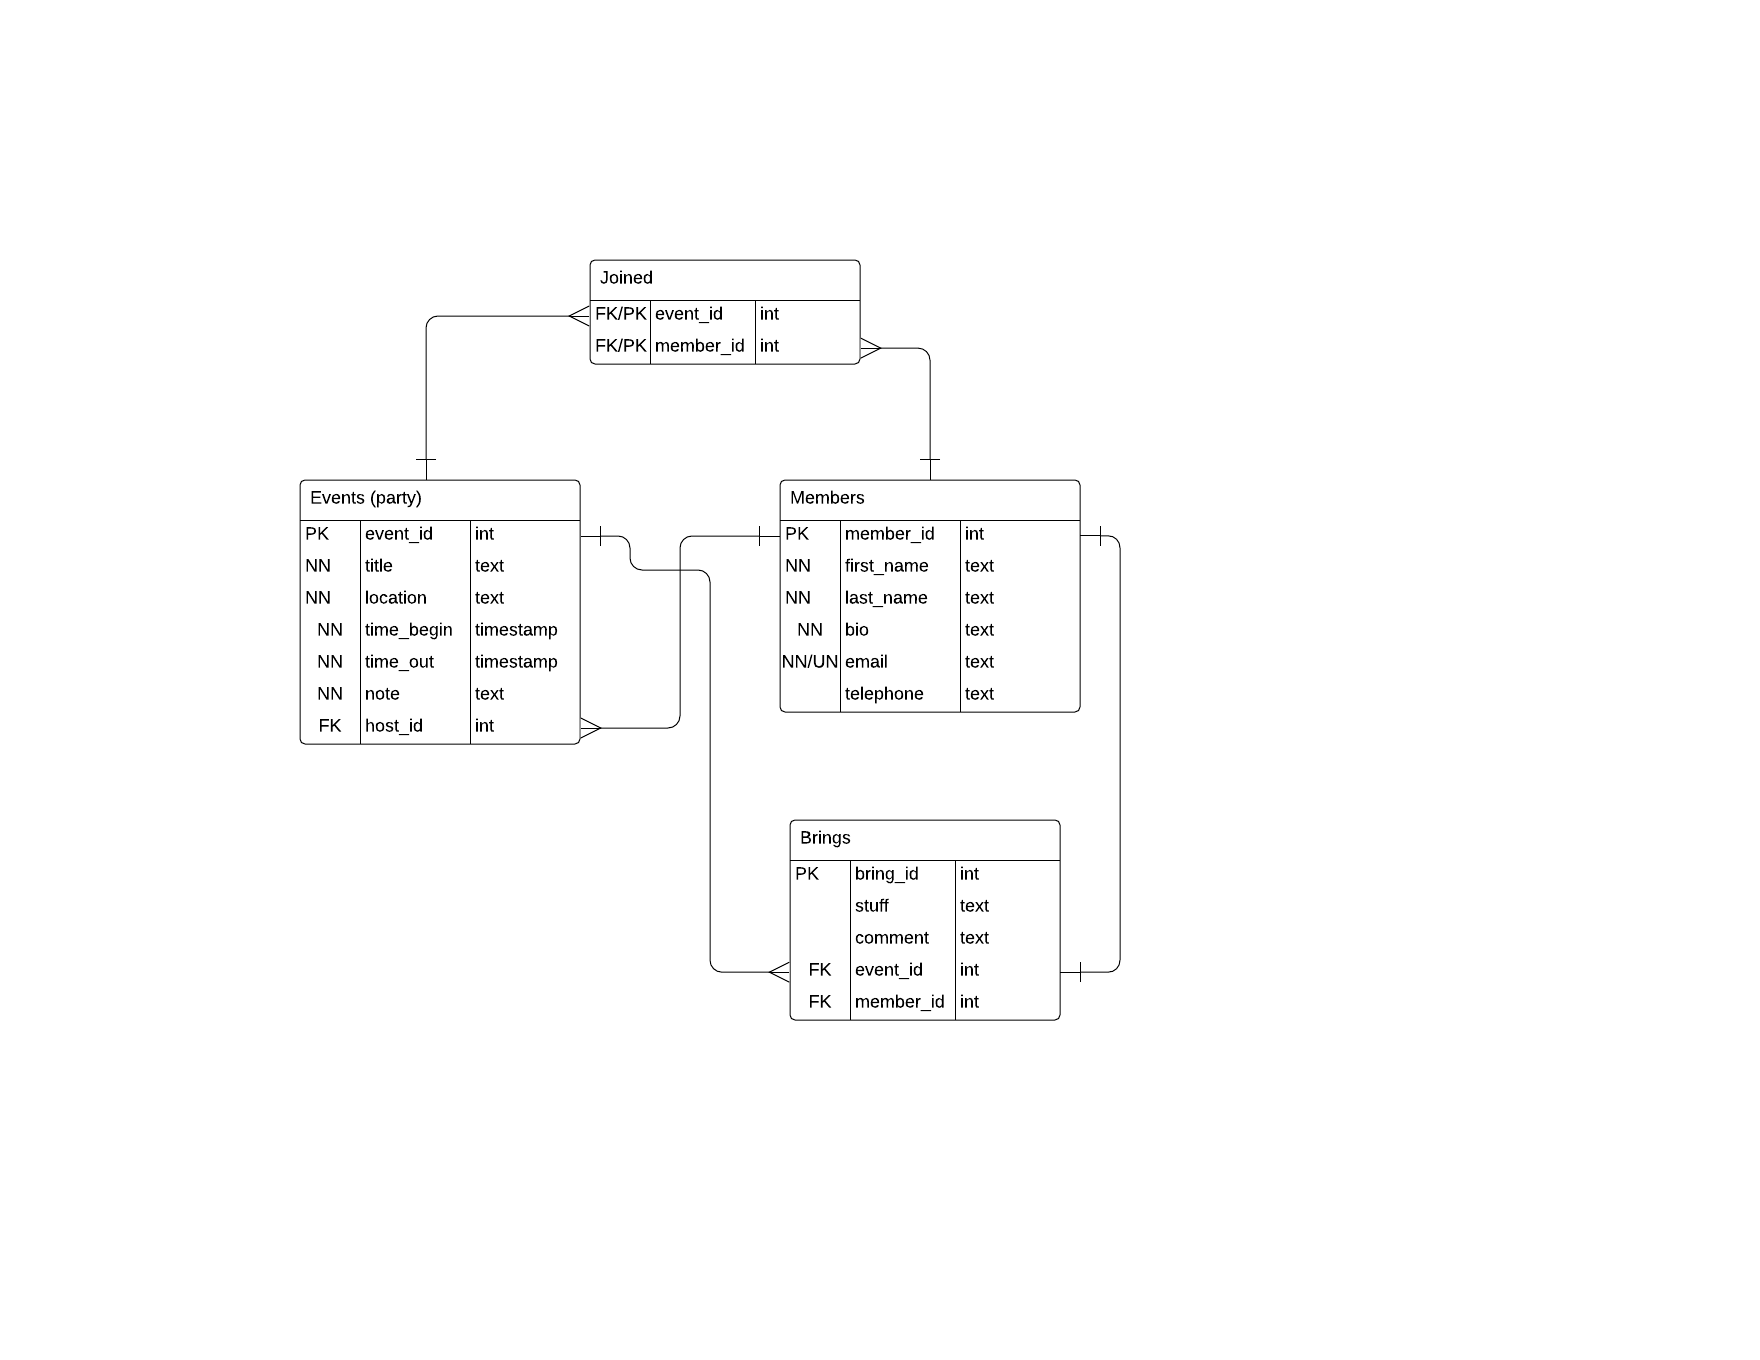 Joined
FK/PK event_id int
FK/PK member_id int
Events (party)
PK event_id int
NN title text
NN location text
NN time_begin timestamp
NN time_out timestamp
NN note text
FK host_id int
Members
PK member_id int
NN first_name text
NN last_name text
NN bio text
NN/UN email text
telephone text
Brings
PK bring_id int
stuff text
comment text
FK event_id int
FK member_id int